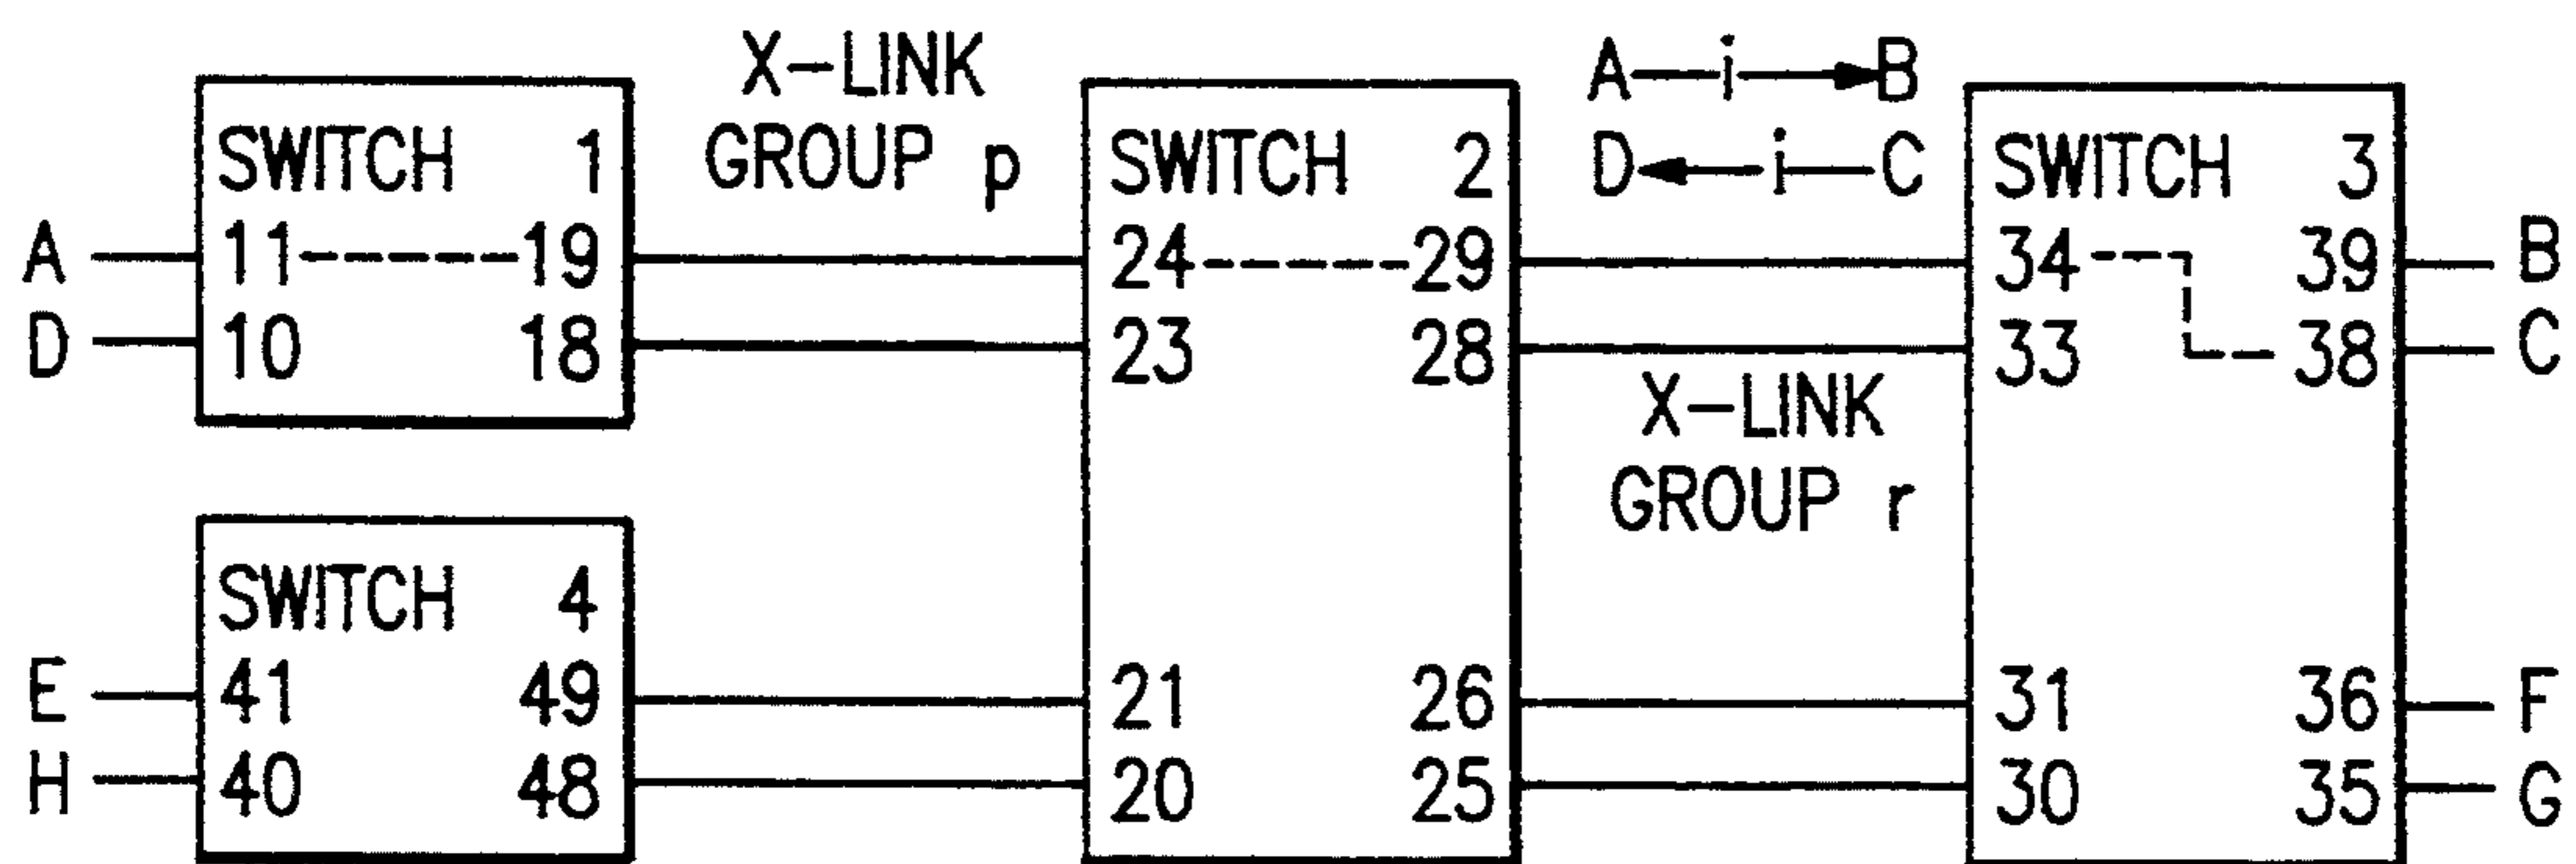 X-LINK
GROUP p
A i B
D i C
SWITCH 1
A 11 19
D 10 18
SWITCH 2
24 29
23 28
21 26
20 25
X-LINK
GROUP r
SWITCH 3
34 39 B
33 38 C
31 36 F
30 35 G
SWITCH 4
E 41 49
H 40 48